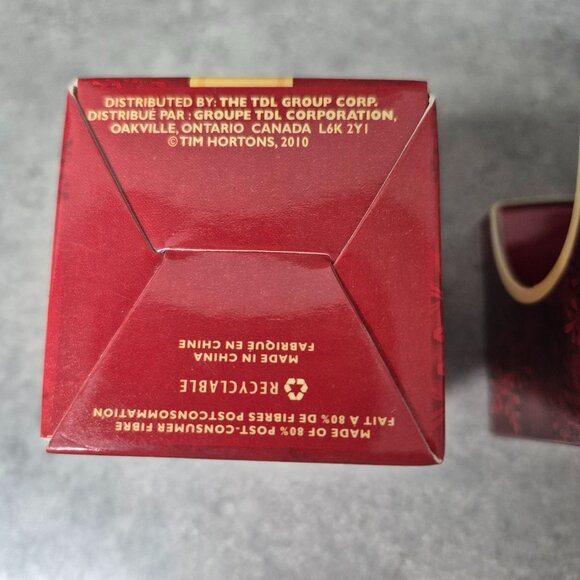 DISTRIBUTED BY: THE TDL GROUP CORP.
DISTRIBUÉ PAR : GROUPE TDL CORPORATION,
OAKVILLE, ONTARIO CANADA L6K 2Y1
© TIM HORTONS, 2010
MADE OF 80% POST-CONSUMER FIBRE
FAIT À 80% DE FIBRES POSTCONSOMMATION
RECYCLABLE
MADE IN CHINA
FABRIQUÉ EN CHINE